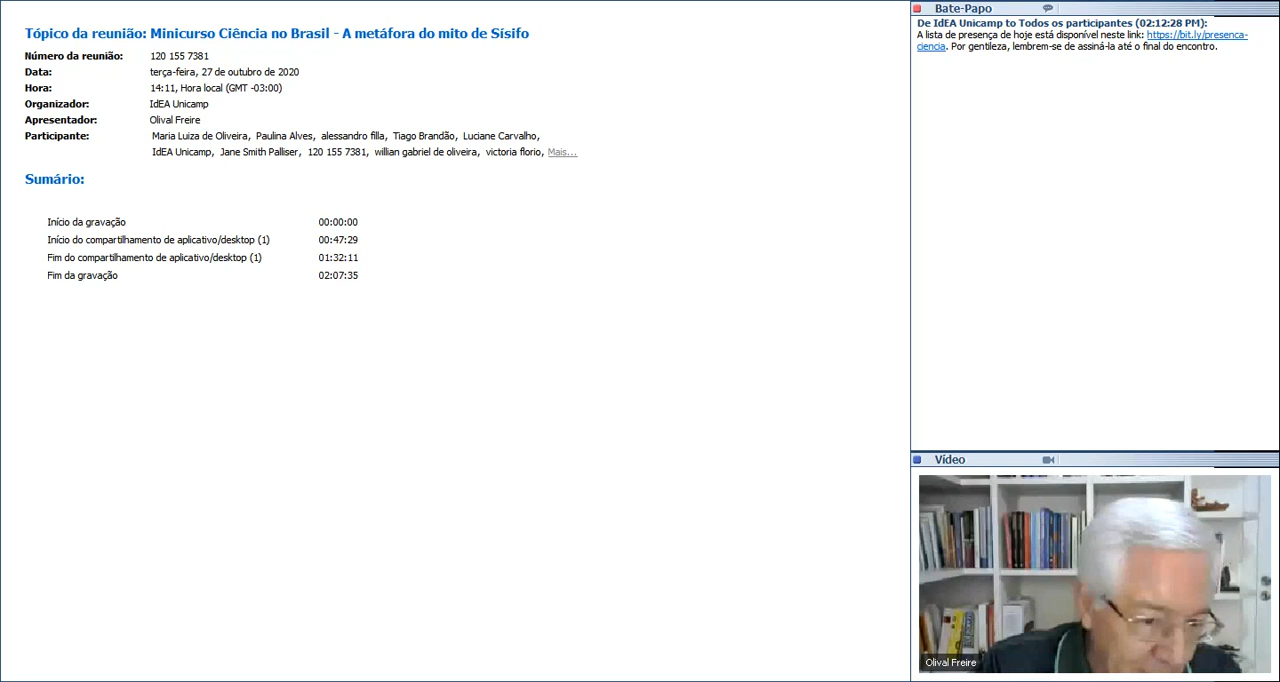 Tópico da reunião: Minicurso Ciência no Brasil - A metáfora do mito de Sísifo
Número da reunião: 120 155 7381
Data: terça-feira, 27 de outubro de 2020
Hora: 14:11, Hora local (GMT -03:00)
Organizador: IdEA Unicamp
Apresentador: Olival Freire
Participante: Maria Luiza de Oliveira, Paulina Alves, alessandro filla, Tiago Brandão, Luciane Carvalho,
IdEA Unicamp, Jane Smith Palliser, 120 155 7381, willian gabriel de oliveira, victoria florio, Mais...
Sumário:
Início da gravação 00:00:00
Início do compartilhamento de aplicativo/desktop (1) 00:47:29
Fim do compartilhamento de aplicativo/desktop (1) 01:32:11
Fim da gravação 02:07:35
Bate-Papo
De IdEA Unicamp to Todos os participantes (02:12:28 PM):
A lista de presença de hoje está disponível neste link: https://bit.ly/presenca-
ciencia. Por gentileza, lembrem-se de assiná-la até o final do encontro.
Vídeo
Olival Freire